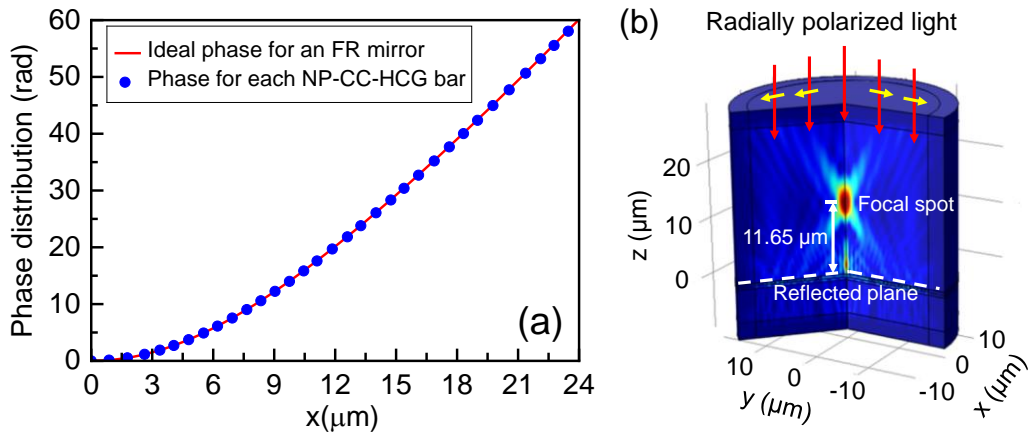 Ideal phase for an FR mirror
Phase for each NP-CC-HCG bar
Phase distribution (rad)
60
50
40
30
20
10
0
0 3 6 9 12 15 18 21 24
x(μm)
(a)
(b)
Radially polarized light
Focal spot
11.65 μm
Reflected plane
z (μm)
20
10
0
10
0
-10
y (μm)
10
0
-10
x (μm)